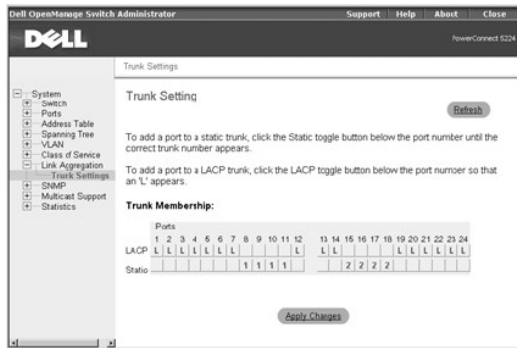 Dell OpenManage Switch Administrator
Support Help About Close
DELL
PowerConnect 5224
Trunk Settings
System
Switch
Ports
Address Table
Spanning Tree
VLAN
Class of Service
Link Aggregation
Trunk Settings
SNMP
Multicast Support
Statistics
Trunk Setting
Refresh
To add a port to a static trunk, click the Static toggle button below the port number until the
correct trunk number appears.
To add a port to a LACP trunk, click the LACP toggle button below the port number so that
an 'L' appears.
Trunk Membership:
Ports
1 2 3 4 5 6 7 8 9 10 11 12 13 14 15 16 17 18 19 20 21 22 23 24
LACP L L L L L L L L L L L L L L L L
Static 1 1 1 1 2 2 2 2
Apply Changes